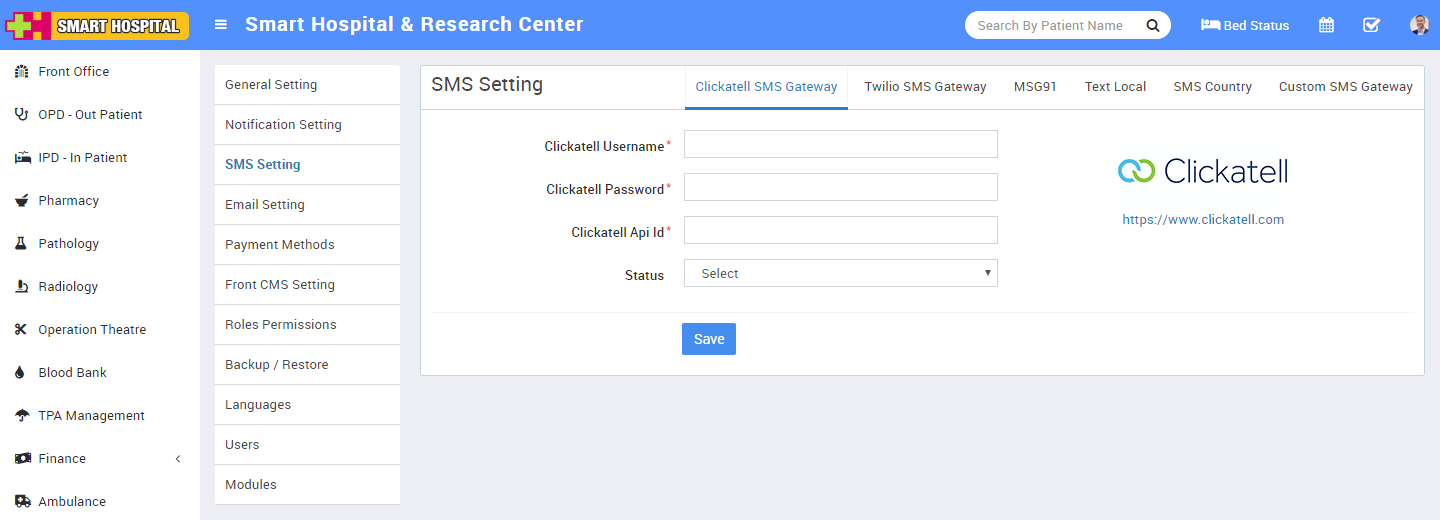 SMART HOSPITAL
Smart Hospital & Research Center
Search By Patient Name
Bed Status
Front Office
OPD - Out Patient
IPD - In Patient
Pharmacy
Pathology
Radiology
Operation Theatre
Blood Bank
TPA Management
Finance
Ambulance
General Setting
Notification Setting
SMS Setting
Email Setting
Payment Methods
Front CMS Setting
Roles Permissions
Backup / Restore
Languages
Users
Modules
SMS Setting
Clickatell SMS Gateway
Twilio SMS Gateway
MSG91
Text Local
SMS Country
Custom SMS Gateway
Clickatell Username*
Clickatell Password*
Clickatell Api Id*
Status
Select
Save
Clickatell
https://www.clickatell.com